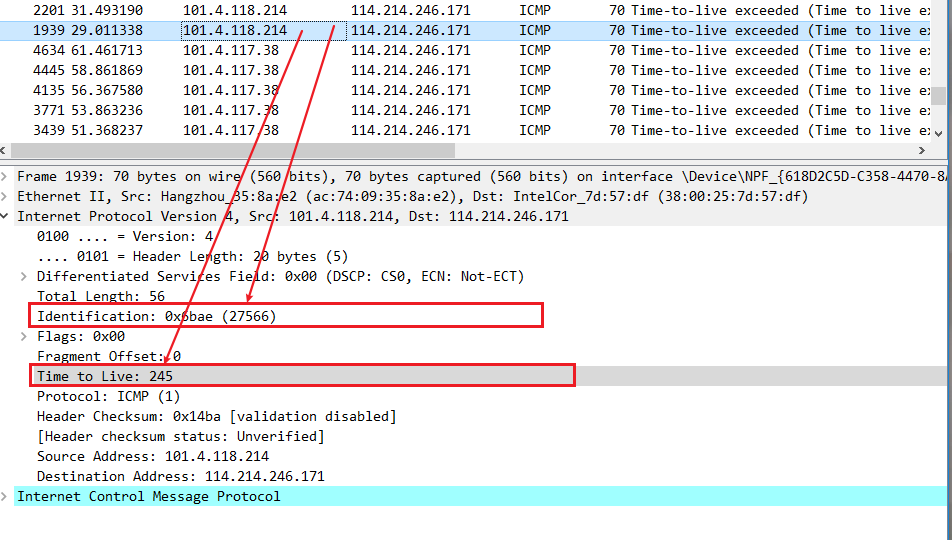 2201 31.493190 101.4.118.214 114.214.246.171 ICMP 70 Time-to-live exceeded (Time to live ex
1939 29.011338 101.4.118.214 114.214.246.171 ICMP 70 Time-to-live exceeded (Time to live ex
4634 61.461713 101.4.117.38 114.214.246.171 ICMP 70 Time-to-live exceeded (Time to live ex
4445 58.861869 101.4.117.38 114.214.246.171 ICMP 70 Time-to-live exceeded (Time to live ex
4135 56.367580 101.4.117.38 114.214.246.171 ICMP 70 Time-to-live exceeded (Time to live ex
3771 53.863236 101.4.117.38 114.214.246.171 ICMP 70 Time-to-live exceeded (Time to live ex
3439 51.368237 101.4.117.38 114.214.246.171 ICMP 70 Time-to-live exceeded (Time to live ex
Frame 1939: 70 bytes on wire (560 bits), 70 bytes captured (560 bits) on interface \Device\NPF_{618D2C5D-C358-4470-8A
Ethernet II, Src: Hangzhou_35:8a:e2 (ac:74:09:35:8a:e2), Dst: IntelCor_7d:57:df (38:00:25:7d:57:df)
Internet Protocol Version 4, Src: 101.4.118.214, Dst: 114.214.246.171
0100 .... = Version: 4
.... 0101 = Header Length: 20 bytes (5)
Differentiated Services Field: 0x00 (DSCP: CS0, ECN: Not-ECT)
Total Length: 56
Identification: 0x6bae (27566)
Flags: 0x00
Fragment Offset: 0
Time to Live: 245
Protocol: ICMP (1)
Header Checksum: 0x14ba [validation disabled]
[Header checksum status: Unverified]
Source Address: 101.4.118.214
Destination Address: 114.214.246.171
Internet Control Message Protocol